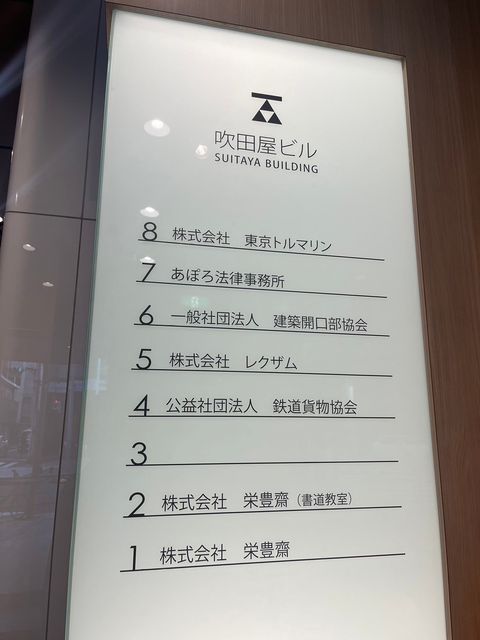 吹田屋ビル
SUITAYA BUILDING
8 株式会社 東京トルマリン
7 あぽろ法律事務所
6 一般社団法人 建築開口部協会
5 株式会社 レクザム
4 公益社団法人 鉄道貨物協会
3
2 株式会社 栄豊齋（書道教室）
1 株式会社 栄豊齋